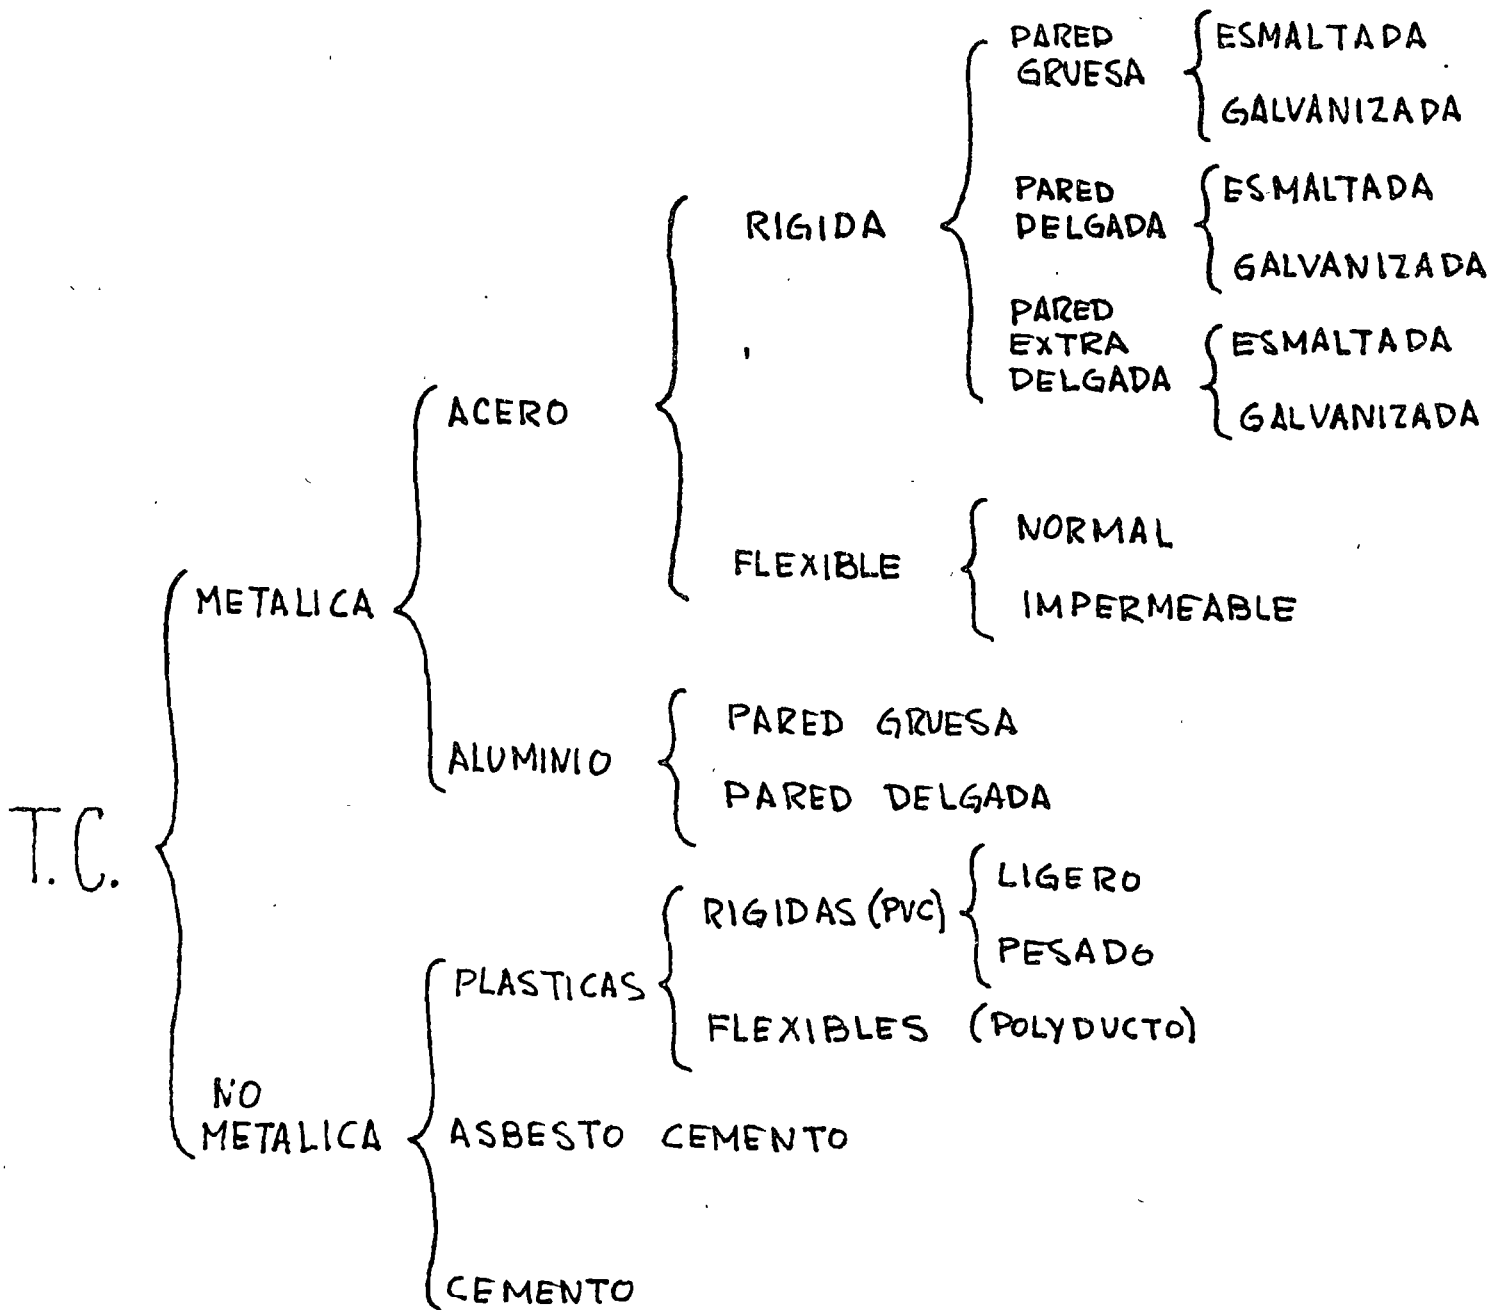 T.C.
METALICA
ACERO
RIGIDA
PARED
GRUESA
ESMALTADA
GALVANIZADA
PARED
DELGADA
ESMALTADA
GALVANIZADA
PARED
EXTRA
DELGADA
ESMALTADA
GALVANIZADA
FLEXIBLE
NORMAL
IMPERMEABLE
ALUMINIO
PARED GRUESA
PARED DELGADA
NO
METALICA
PLASTICAS
RIGIDAS (PVC)
LIGERO
PESADO
FLEXIBLES (POLYDUCTO)
ASBESTO CEMENTO
CEMENTO